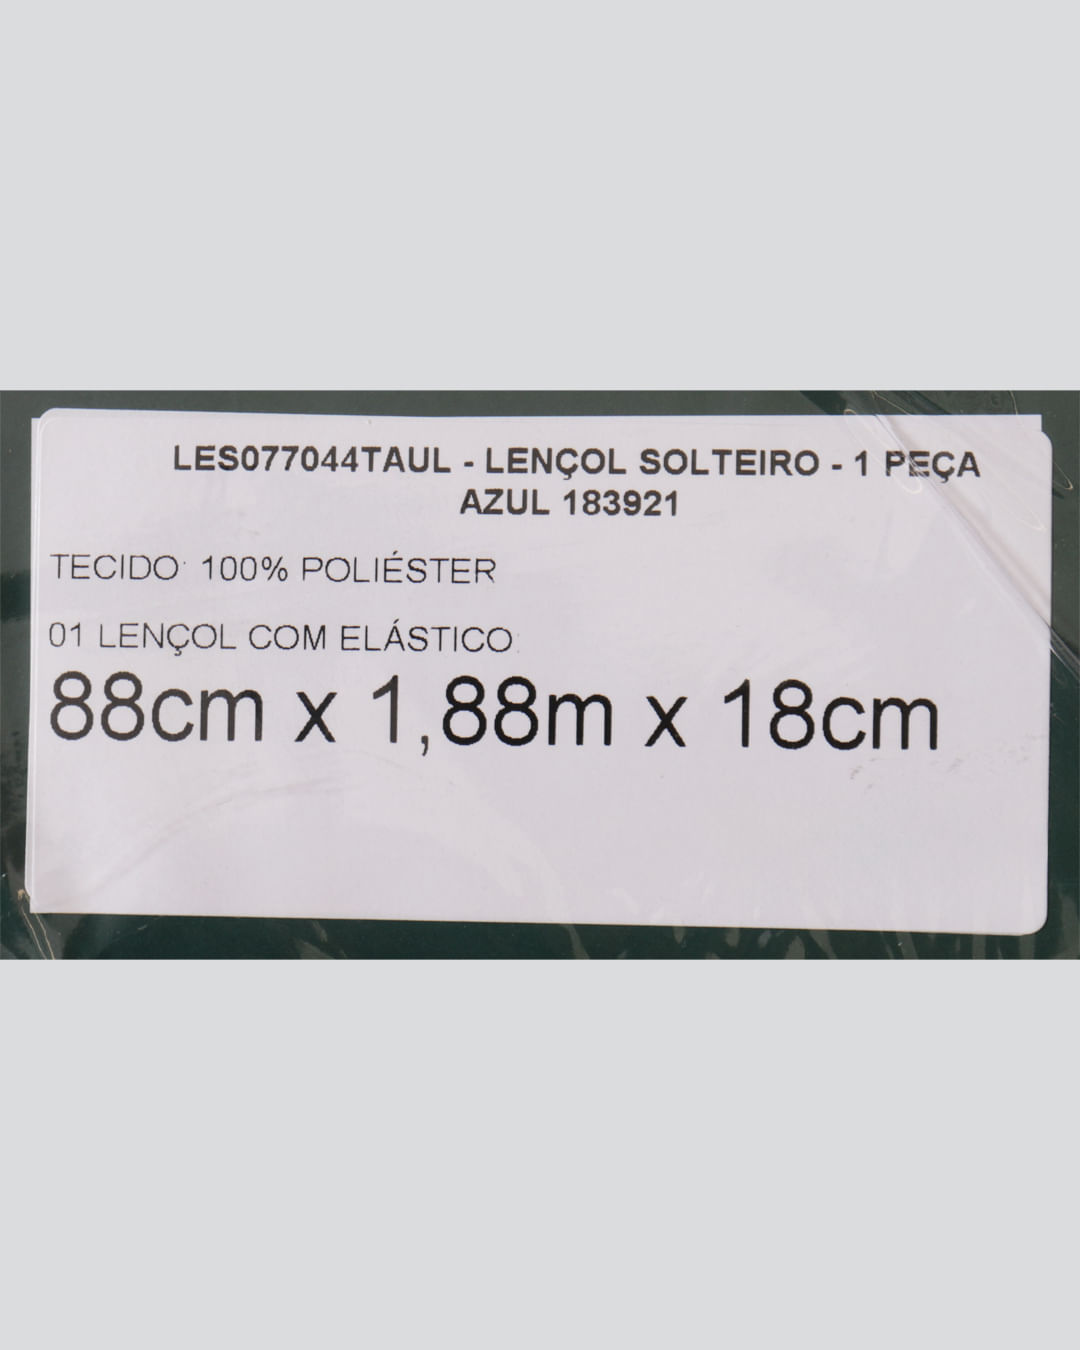 LES077044TAUL - LENÇOL SOLTEIRO - 1 PEÇA
AZUL 183921
TECIDO: 100% POLIÉSTER
01 LENÇOL COM ELÁSTICO:
88cm x 1,88m x 18cm